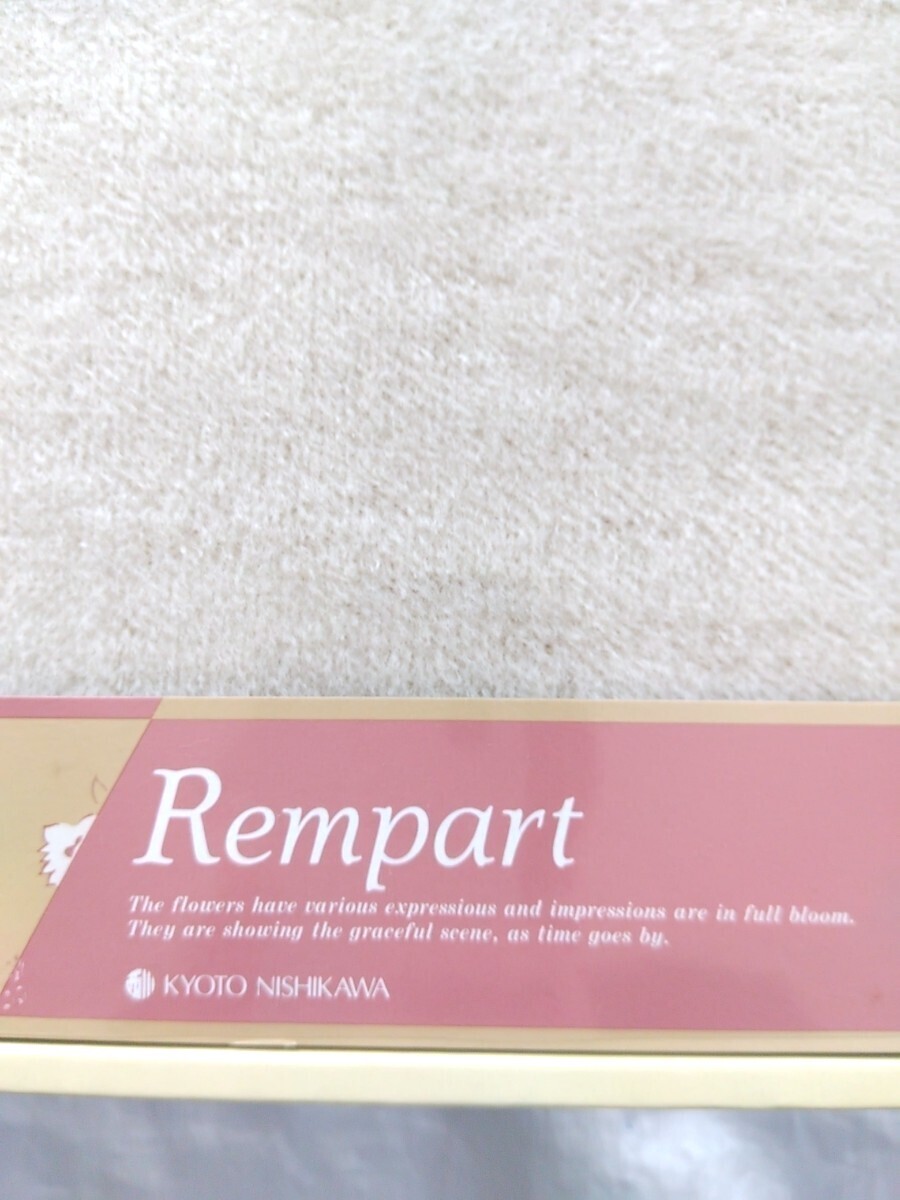 Rempart
The flowers have various expressious and impressions are in full bloom.
They are showing the graceful scene, as time goes by.
KYOTO NISHIKAWA